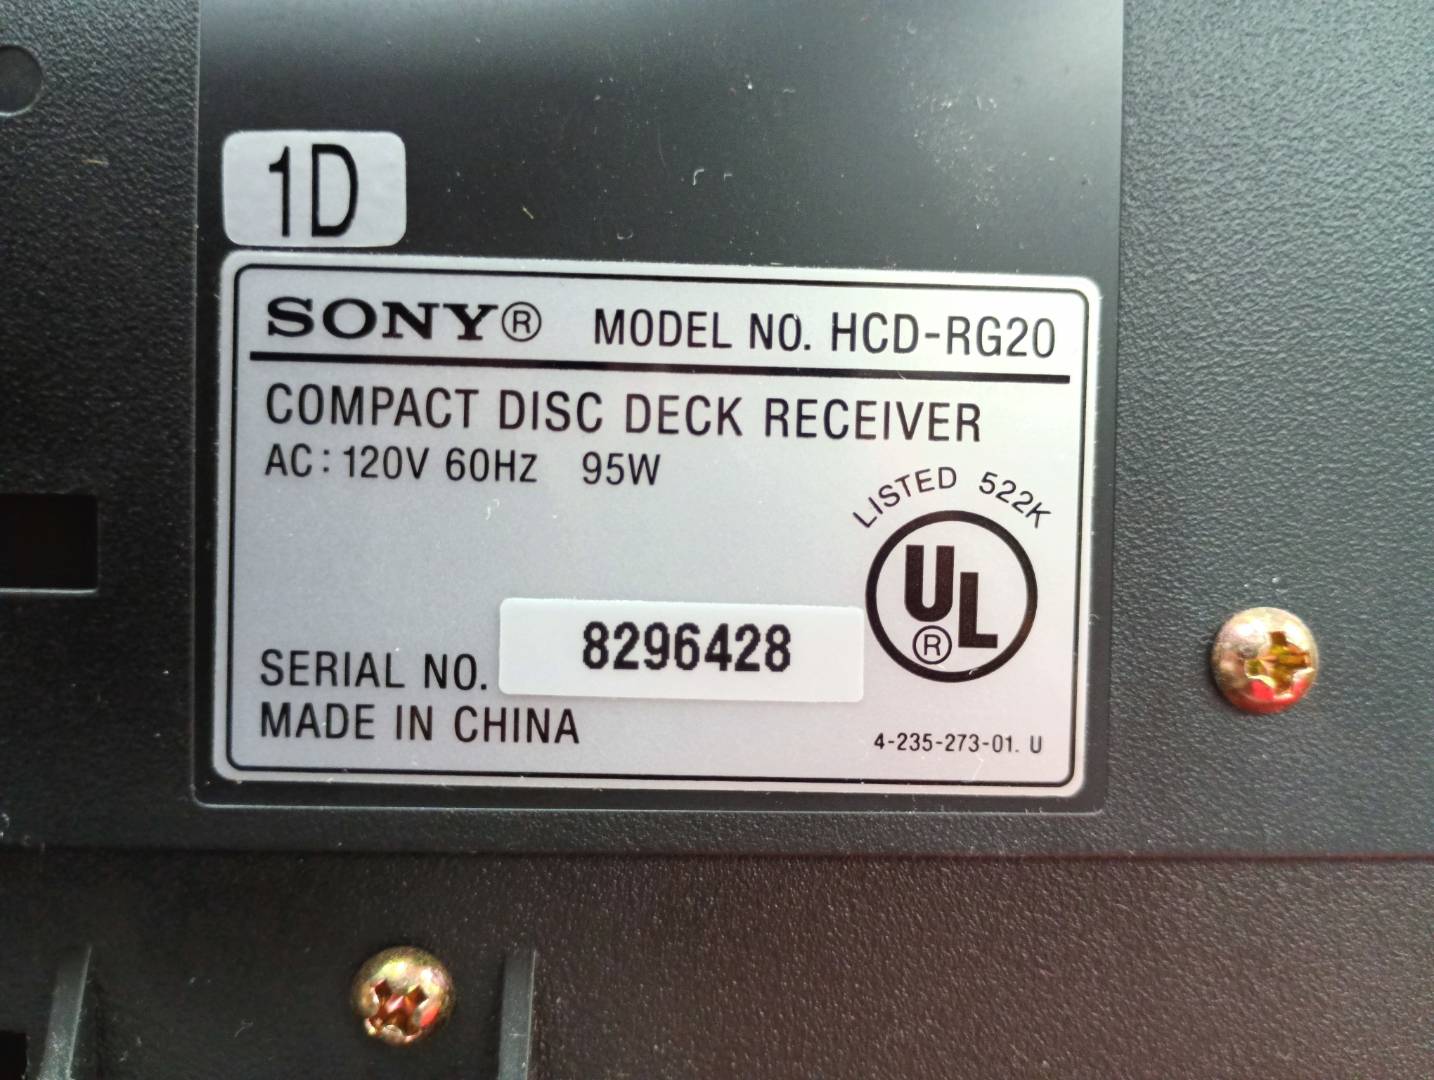 1D
SONY® MODEL NO. HCD-RG20
COMPACT DISC DECK RECEIVER
AC: 120V 60HZ 95W
LISTED 522K
UL®
SERIAL NO. 8296428
MADE IN CHINA
4-235-273-01. U